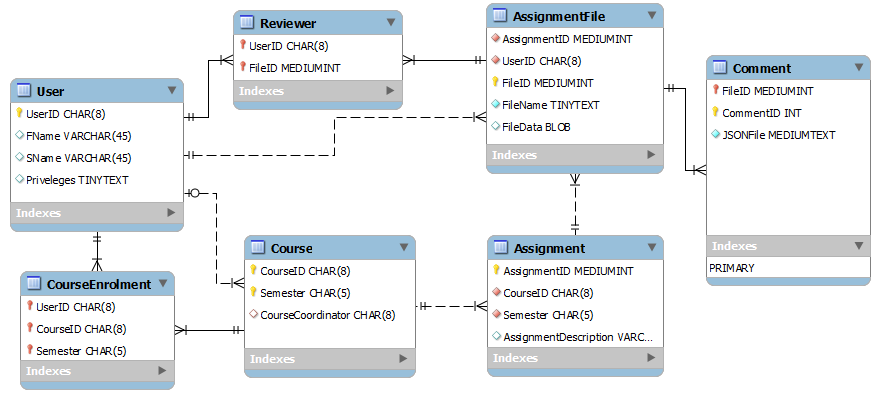 Reviewer
UserID CHAR(8)
FileID MEDIUMINT
Indexes
AssignmentFile
AssignmentID MEDIUMINT
UserID CHAR(8)
FileID MEDIUMINT
FileName TINYTEXT
FileData BLOB
Indexes
Comment
FileID MEDIUMINT
CommentID INT
JSONFile MEDIUMTEXT
Indexes
PRIMARY
User
UserID CHAR(8)
FName VARCHAR(45)
SName VARCHAR(45)
Priveleges TINYTEXT
Indexes
CourseEnrolment
UserID CHAR(8)
CourseID CHAR(8)
Semester CHAR(5)
Indexes
Course
CourseID CHAR(8)
Semester CHAR(5)
CourseCoordinator CHAR(8)
Indexes
Assignment
AssignmentID MEDIUMINT
CourseID CHAR(8)
Semester CHAR(5)
AssignmentDescription VARC...
Indexes